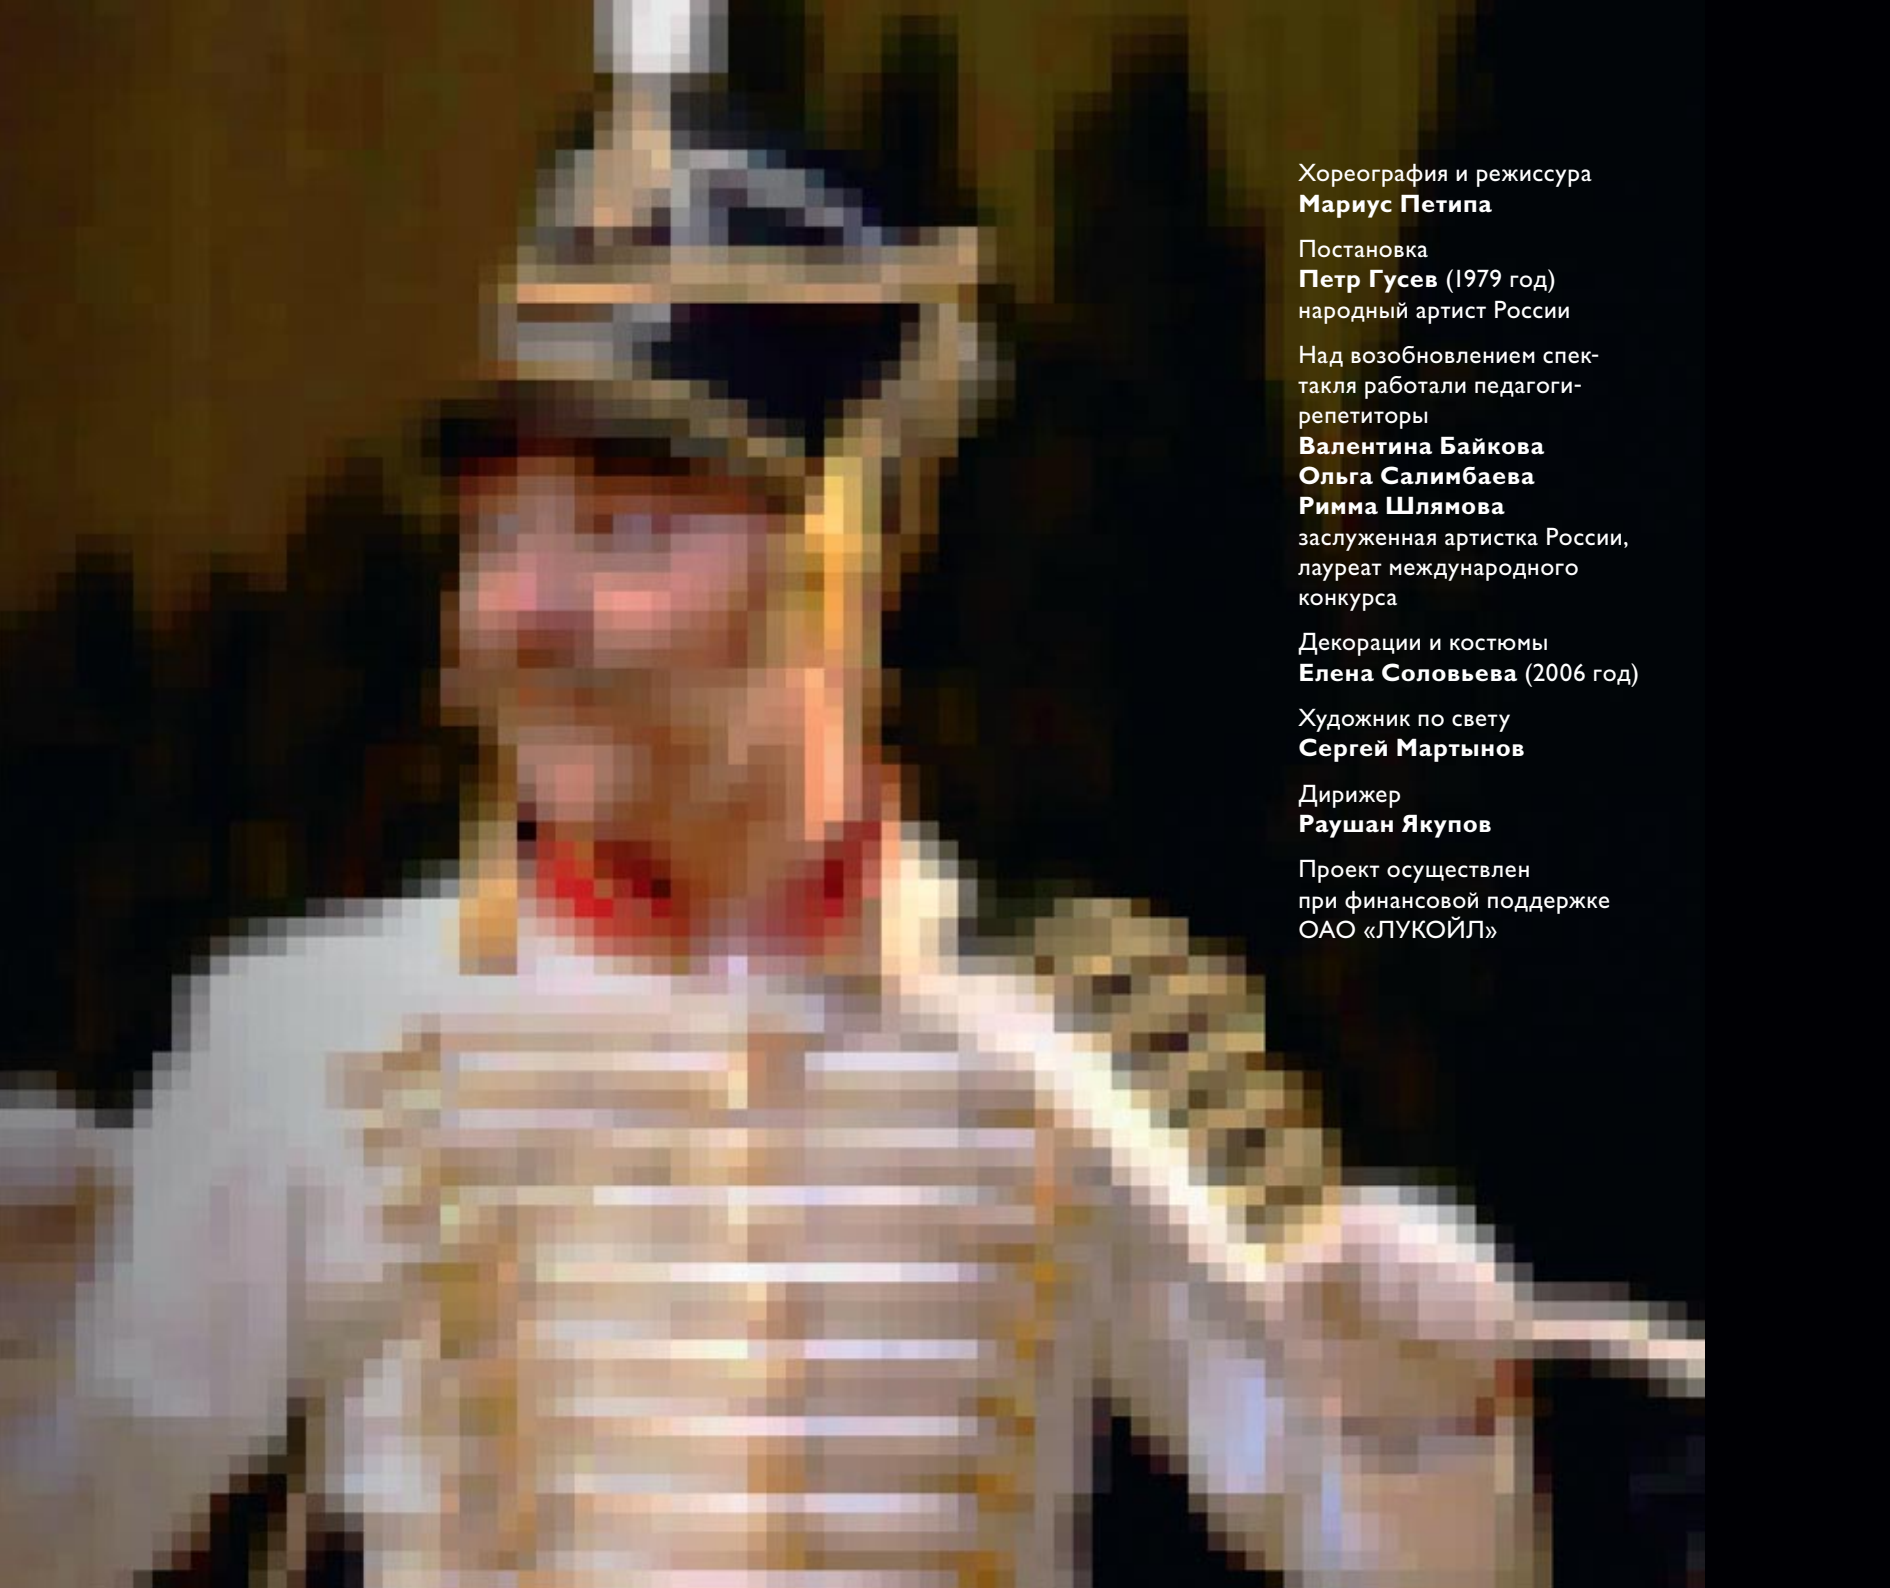 Хореография и режиссура
Мариус Петипа
Постановка
Петр Гусев (1979 год)
народный артист России
Над возобновлением спек-
такля работали педагоги-
репетиторы
Валентина Байкова
Ольга Салимбаева
Римма Шлямова
заслуженная артистка России,
лауреат международного
конкурса
Декорации и костюмы
Елена Соловьева (2006 год)
Художник по свету
Сергей Мартынов
Дирижер
Раушан Якупов
Проект осуществлен
при финансовой поддержке
ОАО «ЛУКОЙЛ»